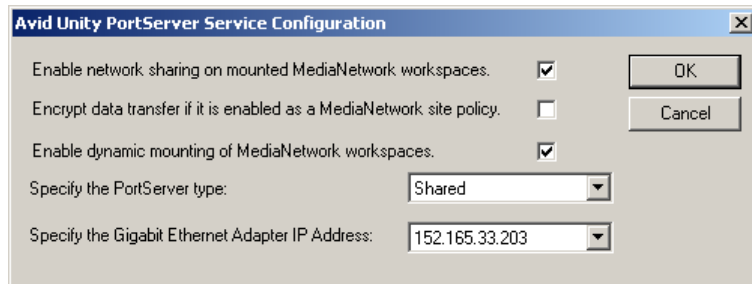 Avid Unity PortServer Service Configuration
Enable network sharing on mounted MediaNetwork workspaces.
OK
Encrypt data transfer if it is enabled as a MediaNetwork site policy.
Cancel
Enable dynamic mounting of MediaNetwork workspaces.
Specify the PortServer type: Shared
Specify the Gigabit Ethernet Adapter IP Address: 152.165.33.203